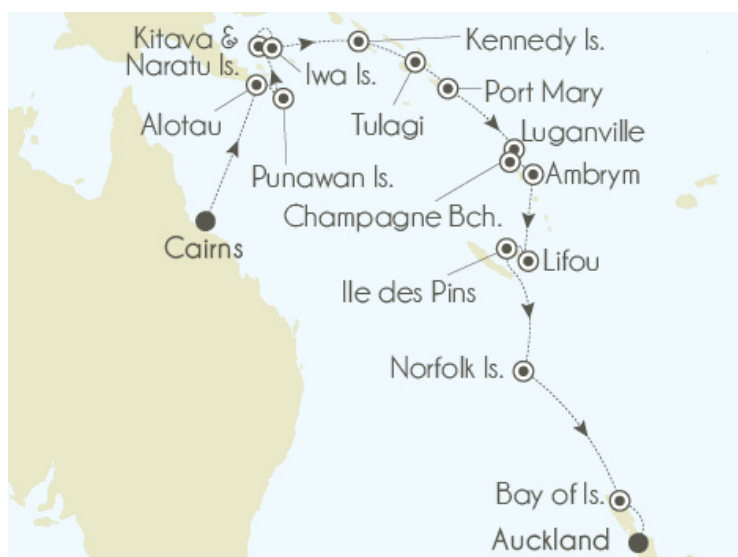 Kitava &
Naratu Is.
Iwa Is.
Kennedy Is.
Alotau
Tulagi
Port Mary
Punawan Is.
Luganville
Ambrym
Champagne Bch.
Cairns
Lifou
Ile des Pins
Norfolk Is.
Bay of Is.
Auckland